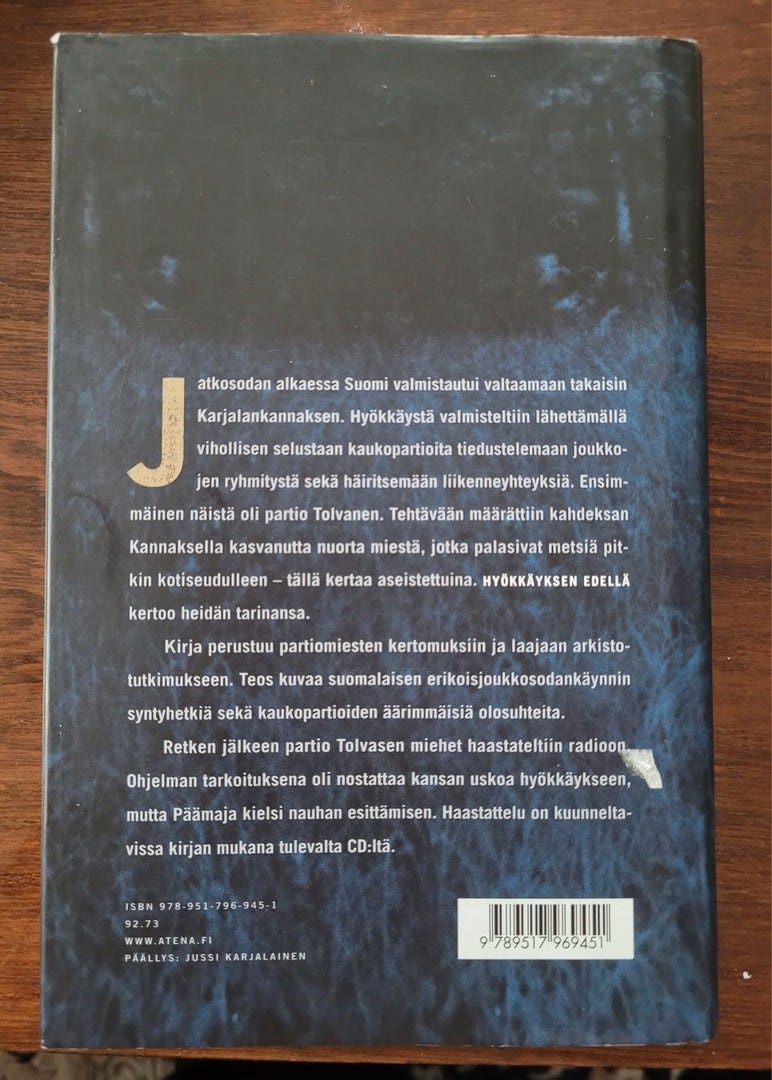 Jatkosodan alkaessa Suomi valmistautui valtaamaan takaisin
Karjalankannaksen. Hyökkäystä valmisteltiin lähettämällä
vihollisen selustaan kaukopartioita tiedustelemaan joukko-
jen ryhmitystä sekä häiritsemään liikenneyhteyksiä. Ensim-
mäinen näistä oli partio Tolvanen. Tehtävään määrättiin kahdeksan
Kannaksella kasvanutta nuorta miestä, jotka palasivat metsiä pit-
kin kotiseudulleen – tällä kertaa aseistettuina. HYÖKKÄYKSEN EDELLÄ
kertoo heidän tarinansa.
Kirja perustuu partiomiesten kertomuksiin ja laajaan arkisto-
tutkimukseen. Teos kuvaa suomalaisen erikoisjoukkosodankäynnin
syntyhetkiä sekä kaukopartioiden äärimmäisiä olosuhteita.
Retken jälkeen partio Tolvasen miehet haastateltiin radioon.
Ohjelman tarkoituksena oli nostattaa kansan uskoa hyökkäykseen,
mutta Päämaja kielsi nauhan esittämisen. Haastattelu on kuunnelta-
vissa kirjan mukana tulevalta CD:ltä.
ISBN 978-951-796-945-1
92.73
WWW.ATENA.FI
PÄÄLLYS: JUSSI KARJALAINEN
9 789517 969451